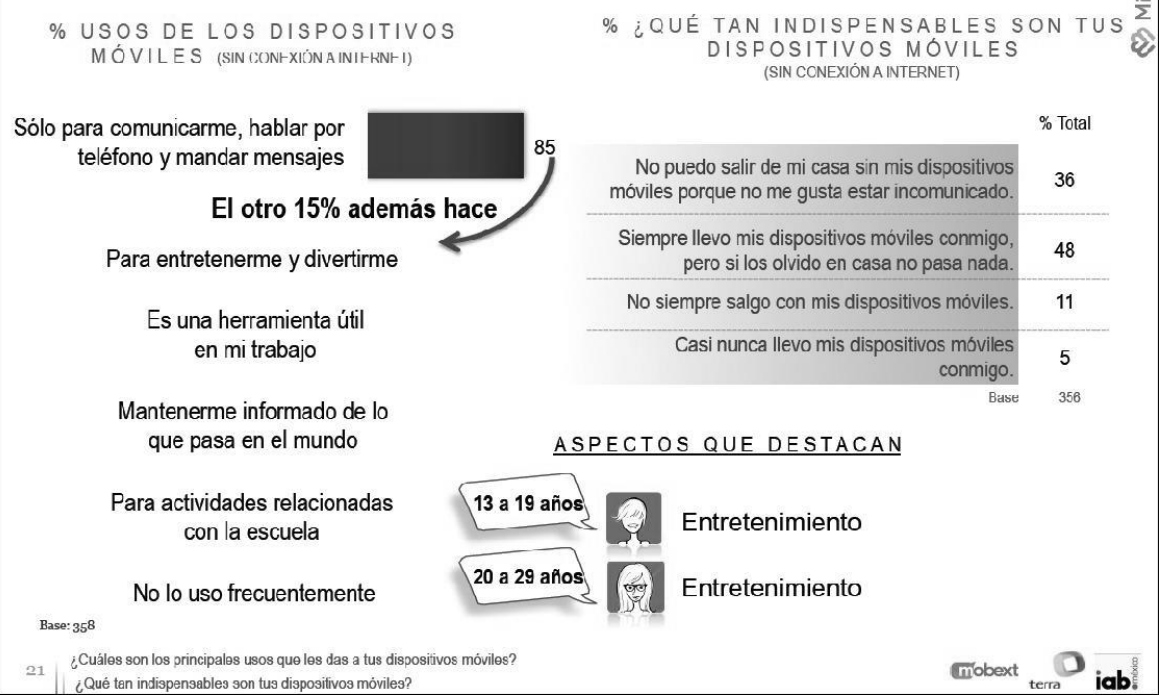 % USOS DE LOS DISPOSITIVOS
MÓVILES (SIN CONEXIÓN A INTERNET)
Sólo para comunicarme, hablar por
teléfono y mandar mensajes
85
El otro 15% además hace
Para entretenerme y divertirme
Es una herramienta útil
en mi trabajo
Mantenerme informado de lo
que pasa en el mundo
Para actividades relacionadas
con la escuela
No lo uso frecuentemente
Base: 358
% ¿QUÉ TAN INDISPENSABLES SON TUS
DISPOSITIVOS MÓVILES
(SIN CONEXIÓN A INTERNET)
% Total
No puedo salir de mi casa sin mis dispositivos
móviles porque no me gusta estar incomunicado.
36
Siempre llevo mis dispositivos móviles conmigo,
pero si los olvido en casa no pasa nada.
48
No siempre salgo con mis dispositivos móviles.
11
Casi nunca llevo mis dispositivos móviles
conmigo.
5
Base 356
ASPECTOS QUE DESTACAN
13 a 19 años
Entretenimiento
20 a 29 años
Entretenimiento
21
¿Cuáles son los principales usos que les das a tus dispositivos móviles?
¿Qué tan indispensables son tus dispositivos móviles?
mobext
terra
iab.
méxico